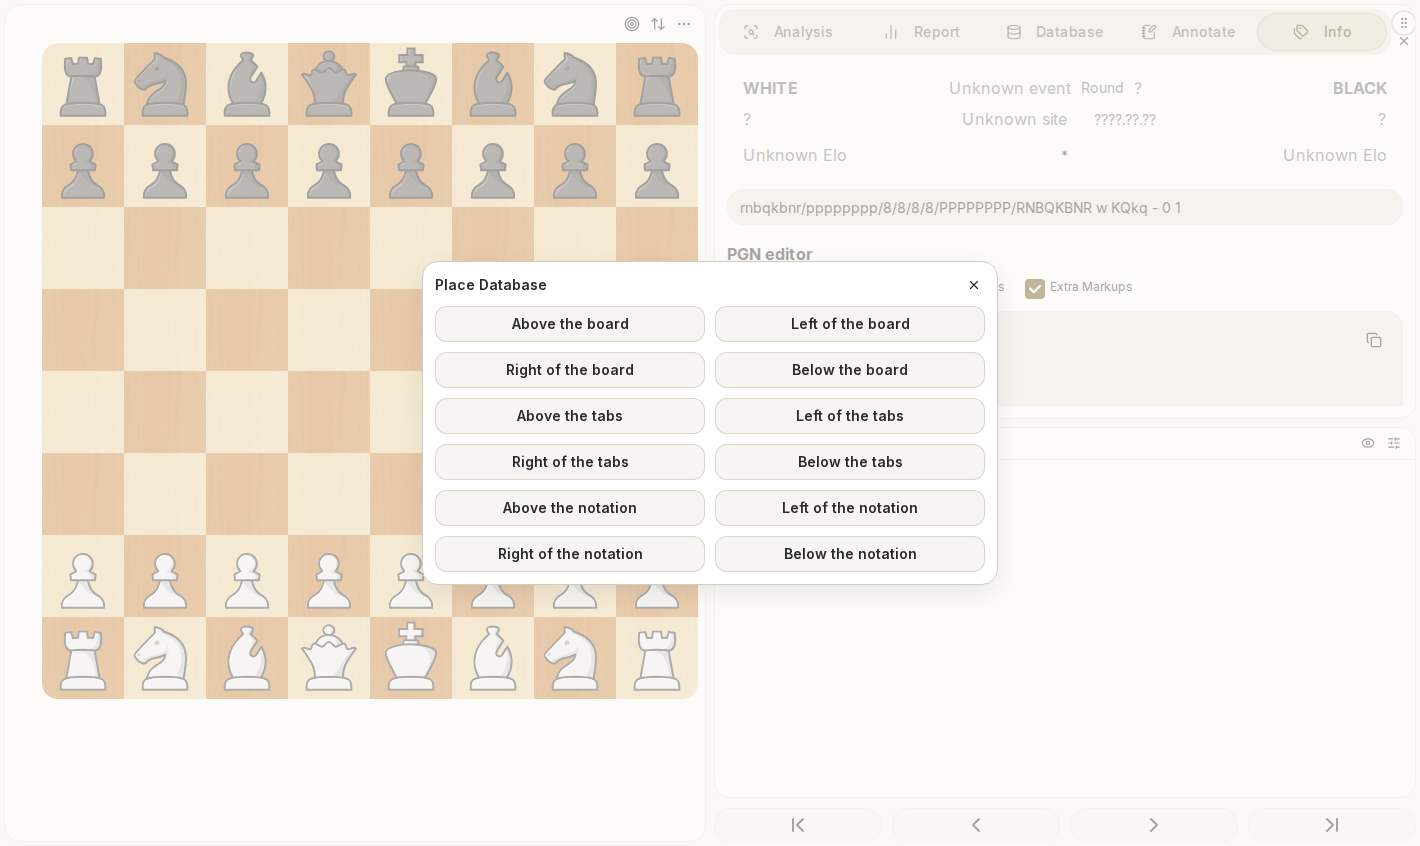 Analysis Report Database Annotate Info
WHITE Unknown event Round ? BLACK
? Unknown site ????.??.?? ?
Unknown Elo * Unknown Elo
rnbqkbnr/pppppppp/8/8/8/8/PPPPPPPP/RNBQKBNR w KQkq - 0 1
PGN editor
s Extra Markups
Place Database
Above the board Left of the board
Right of the board Below the board
Above the tabs Left of the tabs
Right of the tabs Below the tabs
Above the notation Left of the notation
Right of the notation Below the notation